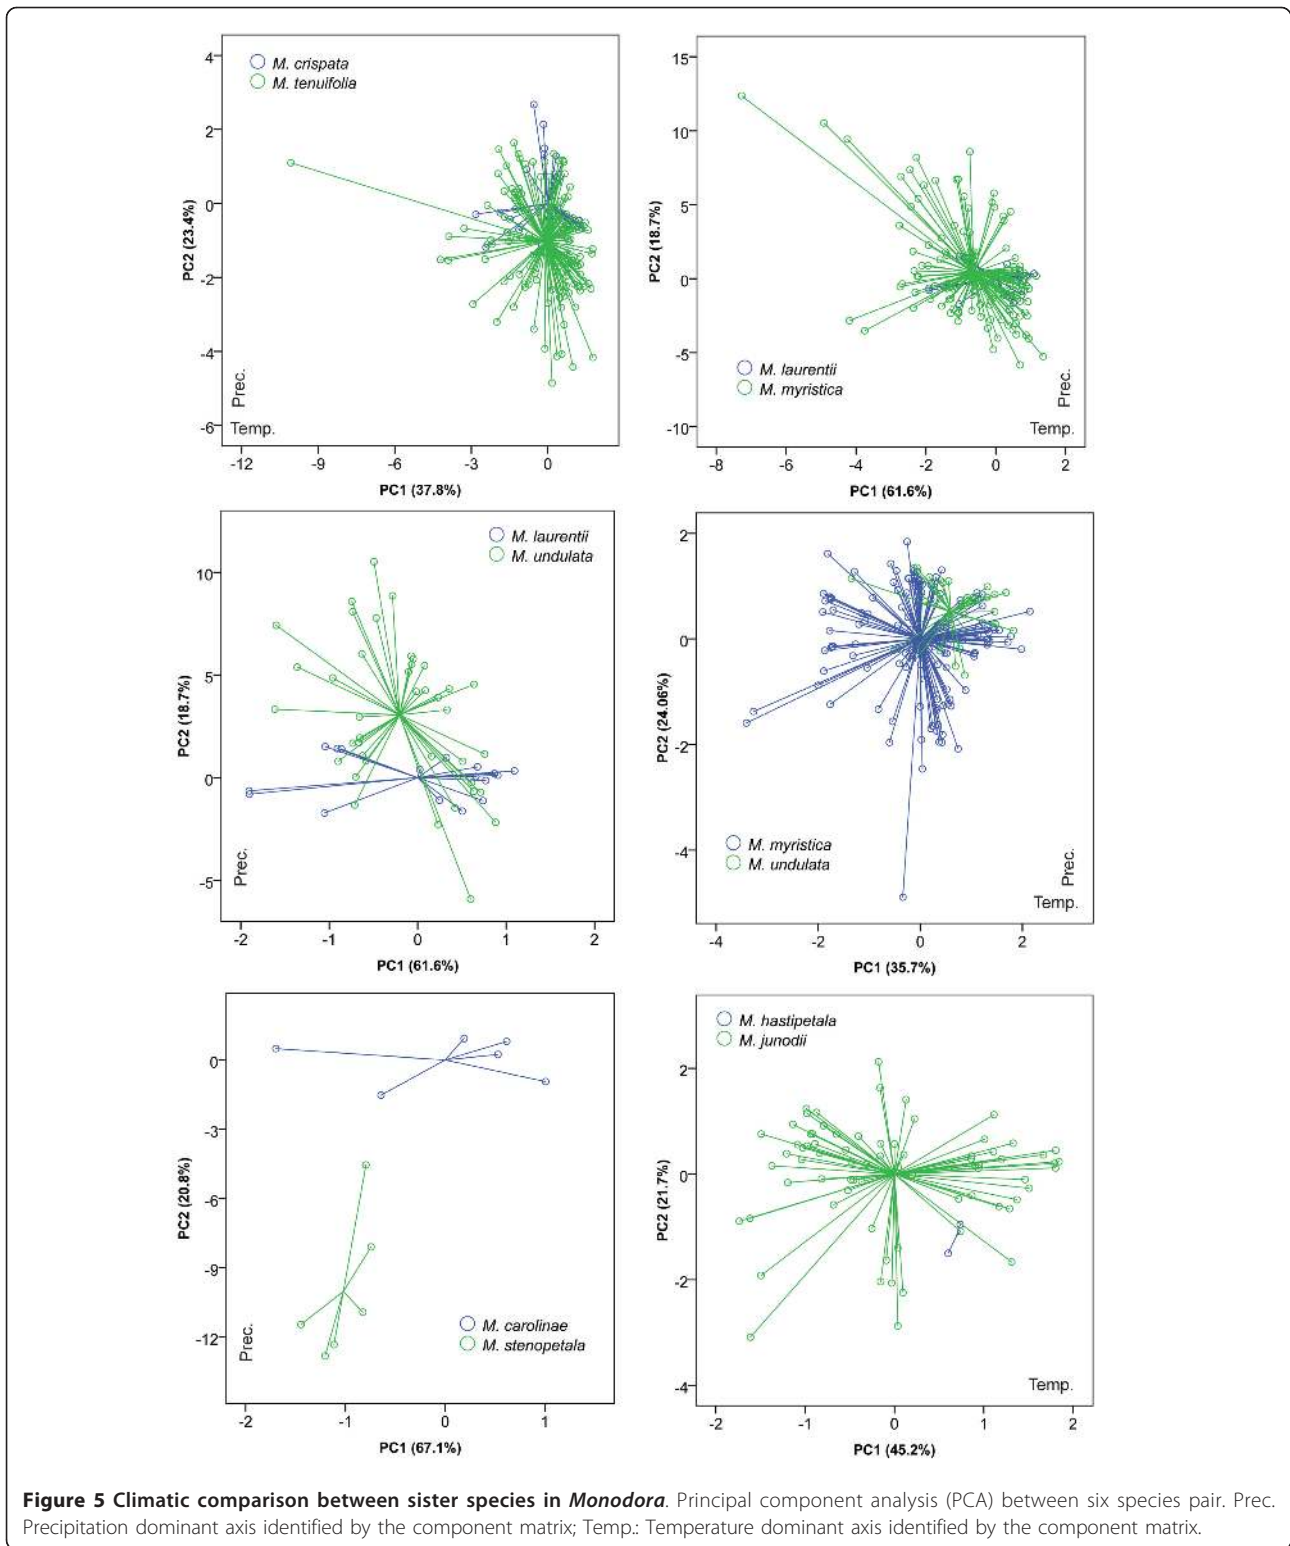 M. crispata
M. tenuifolia
4
2
0
-2
-4
-6
PC2 (23.4%)
Prec.
Temp.
-12 -9 -6 -3 0
PC1 (37.8%)
15
10
5
0
-5
-10
PC2 (18.7%)
M. laurentii
M. myristica
Prec.
Temp.
-8 -6 -4 -2 0 2
PC1 (61.6%)
M. laurentii
M. undulata
10
5
0
-5
PC2 (18.7%)
Prec.
-2 -1 0 1 2
PC1 (61.6%)
2
0
-2
-4
PC2 (24.06%)
M. myristica
M. undulata
Prec.
Temp.
-4 -2 0 2
PC1 (35.7%)
0
-3
-6
-9
-12
PC2 (20.8%)
Prec.
M. carolinae
M. stenopetala
-2 -1 0 1
PC1 (67.1%)
M. hastipetala
M. junodii
2
0
-2
-4
PC2 (21.7%)
Temp.
-2 -1 0 1 2
PC1 (45.2%)
Figure 5 Climatic comparison between sister species in Monodora. Principal component analysis (PCA) between six species pair. Prec.
Precipitation dominant axis identified by the component matrix; Temp.: Temperature dominant axis identified by the component matrix.